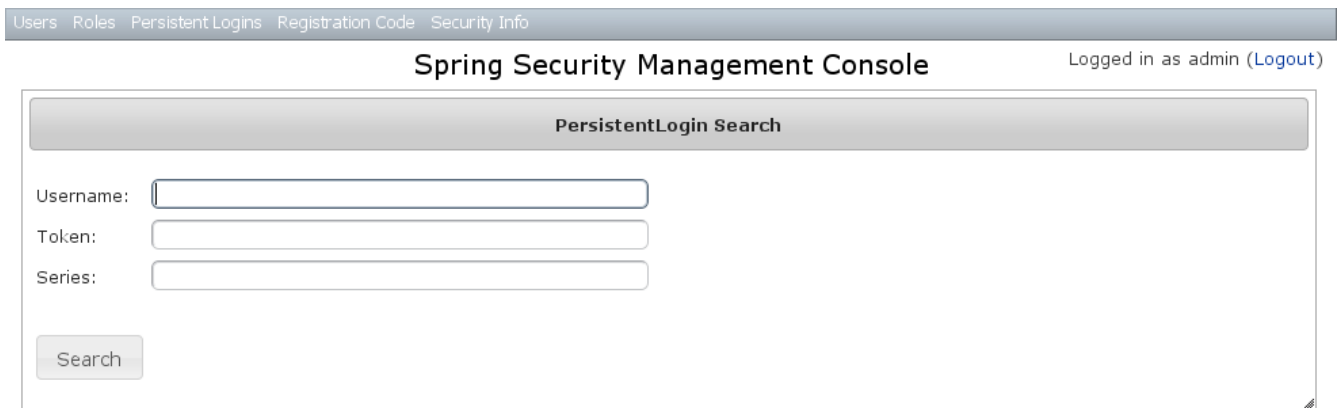 Users Roles Persistent Logins Registration Code Security Info
Spring Security Management Console
Logged in as admin (Logout)
PersistentLogin Search
Username:
Token:
Series:
Search